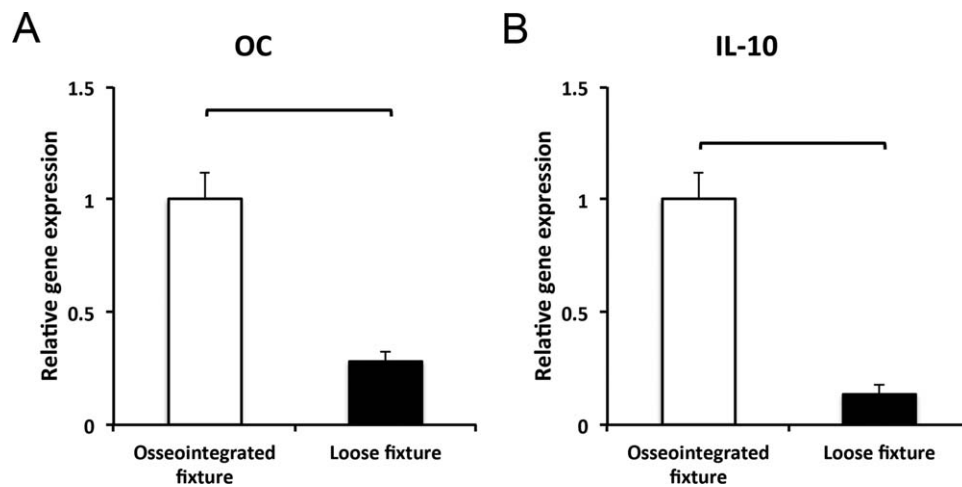 A
OC
Relative gene expression
1.5
1
0.5
0
Osseointegrated
fixture
Loose fixture
B
IL-10
Relative gene expression
1.5
1
0.5
0
Osseointegrated
fixture
Loose fixture